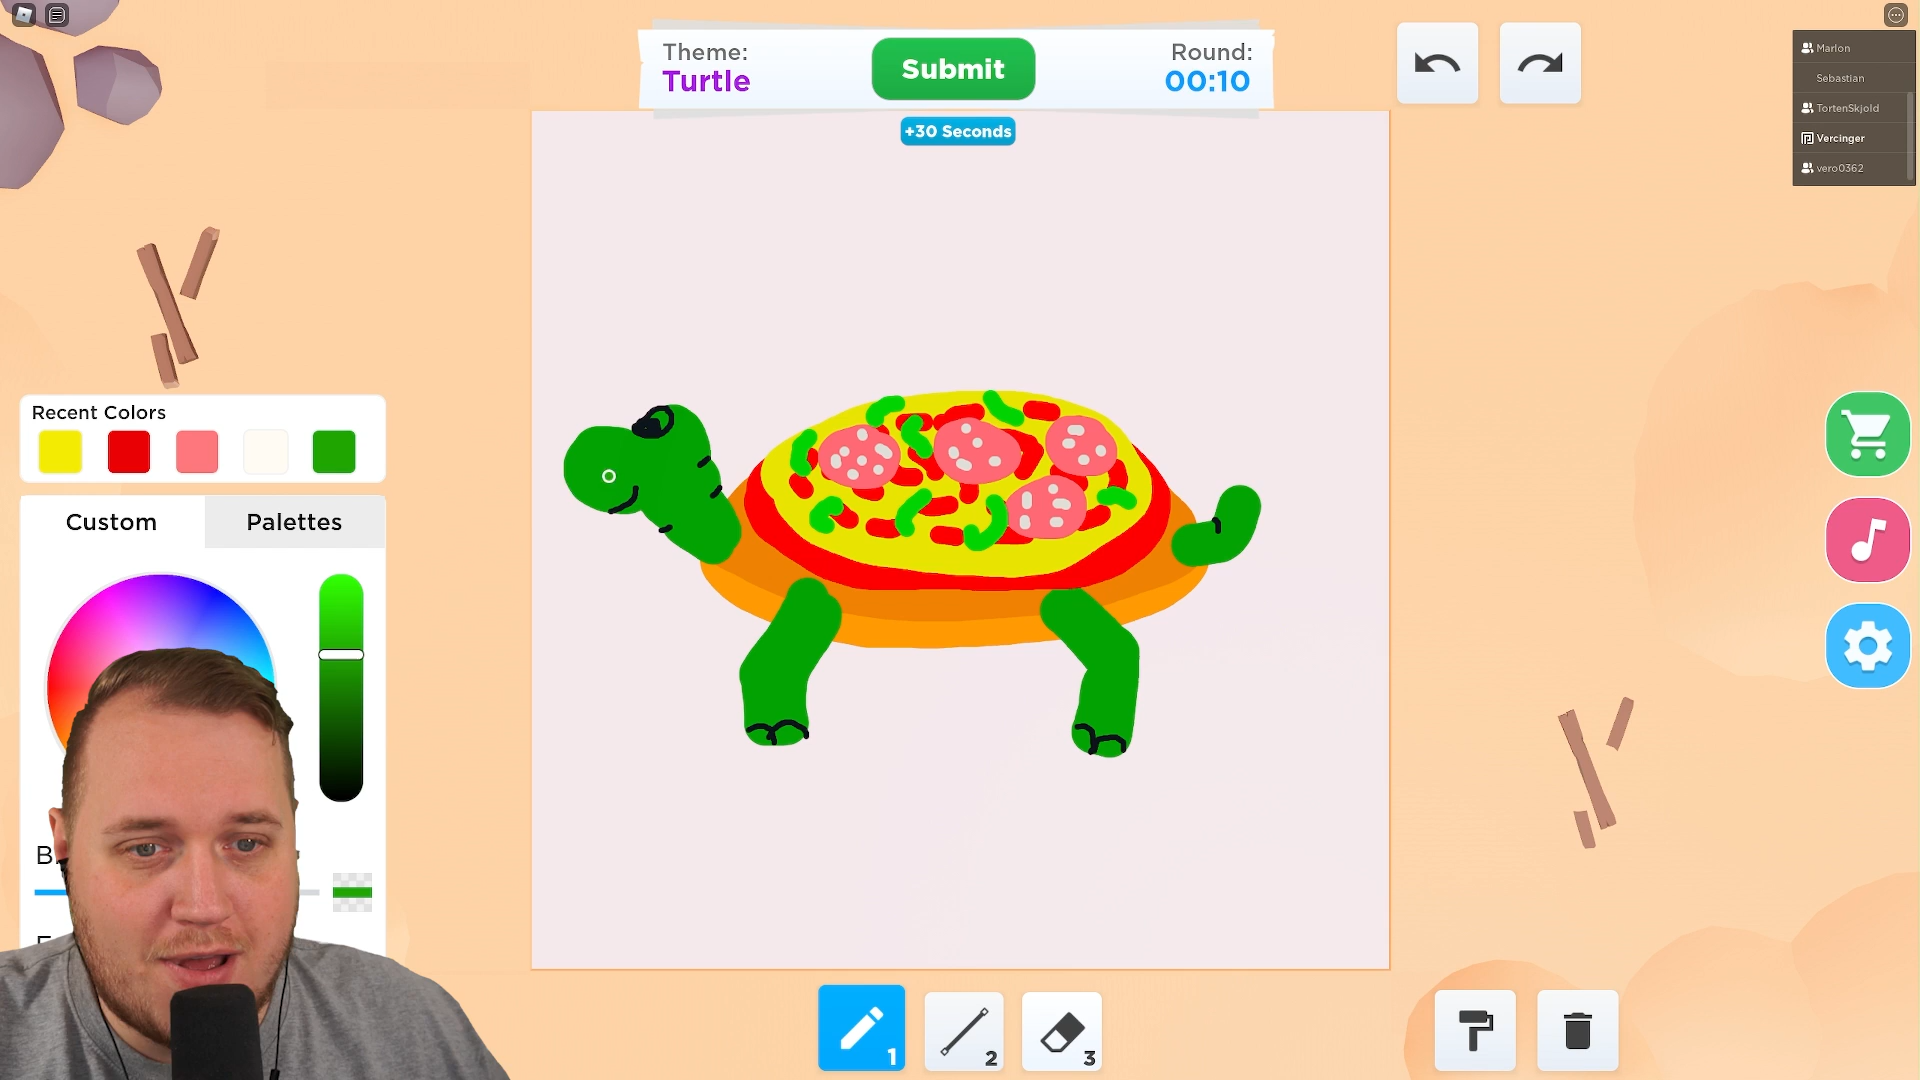 Theme:
Turtle
Submit
Round:
00:10
+30 Seconds
Marlon
Sebastian
TortenSkjold
Vercinger
vero0362
Recent Colors
Custom
Palettes
1
2
3